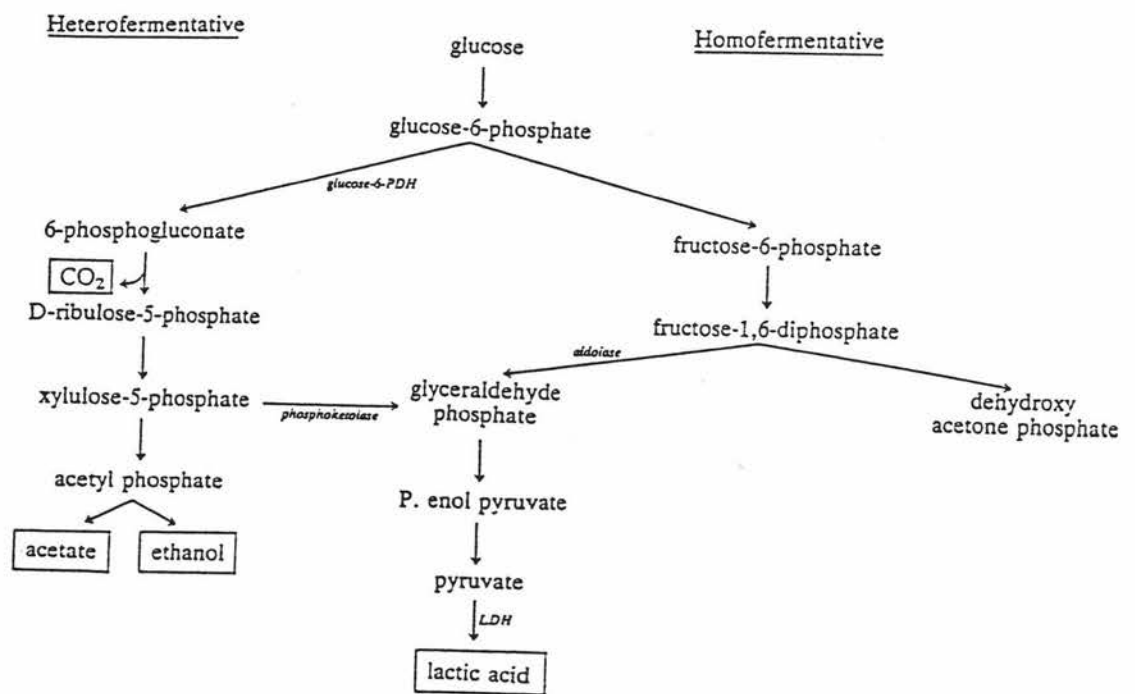 Heterofermentative
Homofermentative
glucose
glucose-6-phosphate
glucose-6-PDH
6-phosphogluconate
fructose-6-phosphate
CO₂
D-ribulose-5-phosphate
fructose-1,6-diphosphate
aldolase
xylulose-5-phosphate
phosphoketolase
glyceraldehyde
phosphate
dehydroxy
acetone phosphate
acetyl phosphate
P. enol pyruvate
acetate
ethanol
pyruvate
LDH
lactic acid